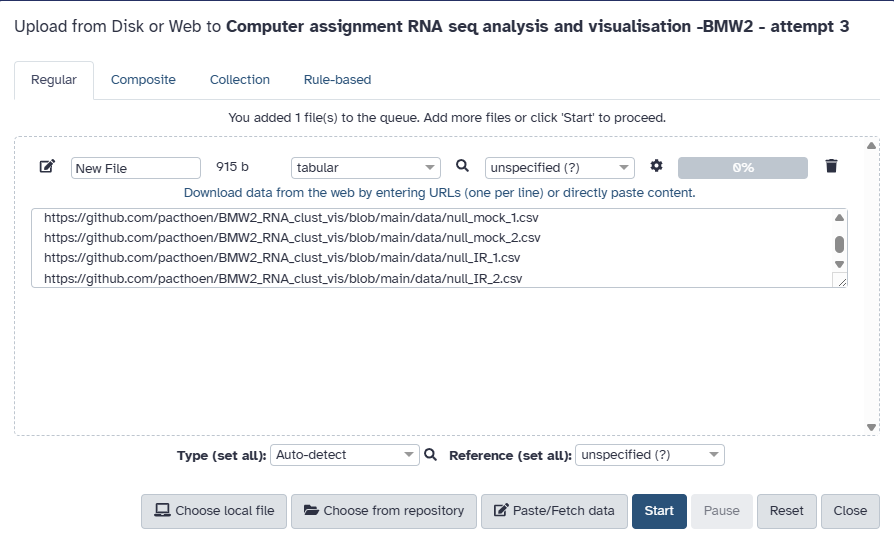 Upload from Disk or Web to Computer assignment RNA seq analysis and visualisation -BMW2 - attempt 3
Regular Composite Collection Rule-based
You added 1 file(s) to the queue. Add more files or click 'Start' to proceed.
New File 915 b tabular unspecified (?) 0%
Download data from the web by entering URLs (one per line) or directly paste content.
https://github.com/pacthoen/BMW2_RNA_clust_vis/blob/main/data/null_mock_1.csv
https://github.com/pacthoen/BMW2_RNA_clust_vis/blob/main/data/null_mock_2.csv
https://github.com/pacthoen/BMW2_RNA_clust_vis/blob/main/data/null_IR_1.csv
https://github.com/pacthoen/BMW2_RNA_clust_vis/blob/main/data/null_IR_2.csv
Type (set all): Auto-detect Reference (set all): unspecified (?)
Choose local file Choose from repository Paste/Fetch data Start Pause Reset Close